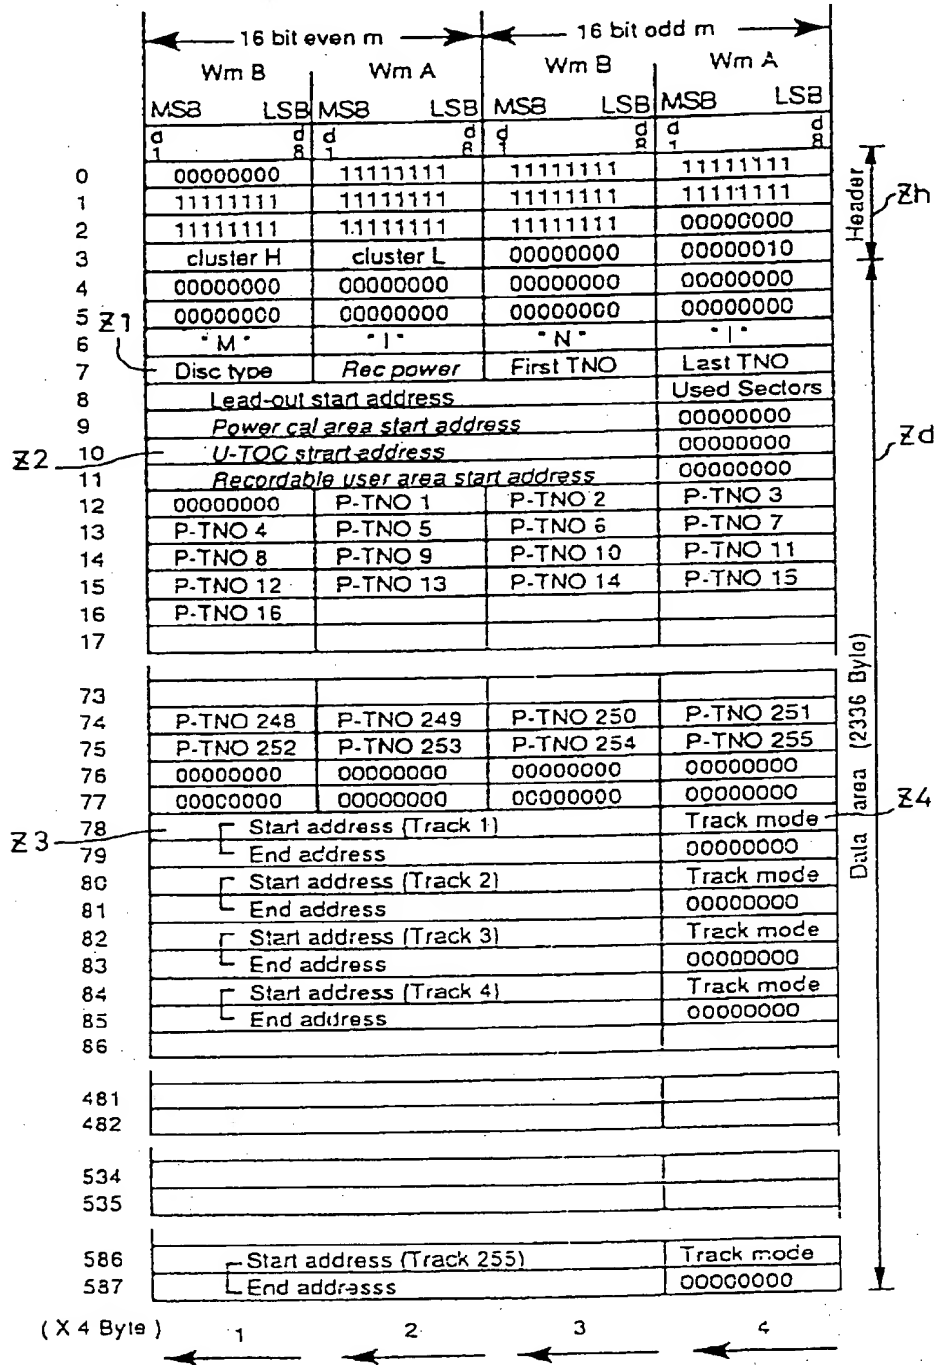 16 bit even m 16 bit odd m
Wm B Wm A Wm B Wm A
MSB LSB MSB LSB MSB LSB MSB LSB
d1 d8 d1 d8 d1 d8 d1 d8
0 00000000 11111111 11111111 11111111
1 11111111 11111111 11111111 11111111
2 11111111 11111111 11111111 00000000
3 cluster H cluster L 00000000 00000010
Header
Zh
4 00000000 00000000 00000000 00000000
5 00000000 00000000 00000000 00000000
Z1
6 "M" "I" "N" "I"
7 Disc type Rec power First TNO Last TNO
8 Lead-out start address Used Sectors
9 Power cal area start address 00000000
Z2
10 U-TOC strart address 00000000
Zd
11 Recordable user area start address 00000000
12 00000000 P-TNO 1 P-TNO 2 P-TNO 3
13 P-TNO 4 P-TNO 5 P-TNO 6 P-TNO 7
14 P-TNO 8 P-TNO 9 P-TNO 10 P-TNO 11
15 P-TNO 12 P-TNO 13 P-TNO 14 P-TNO 15
16 P-TNO 16
17
73
74 P-TNO 248 P-TNO 249 P-TNO 250 P-TNO 251
75 P-TNO 252 P-TNO 253 P-TNO 254 P-TNO 255
76 00000000 00000000 00000000 00000000
77 00000000 00000000 00000000 00000000
Data area (2336 Byte)
Z3
78 Start address (Track 1) Track mode
Z4
79 End address 00000000
80 Start address (Track 2) Track mode
81 End address 00000000
82 Start address (Track 3) Track mode
83 End address 00000000
84 Start address (Track 4) Track mode
85 End address 00000000
86
481
482
534
535
586 Start address (Track 255) Track mode
587 End addresss 00000000
(X 4 Byte) 1 2 3 4